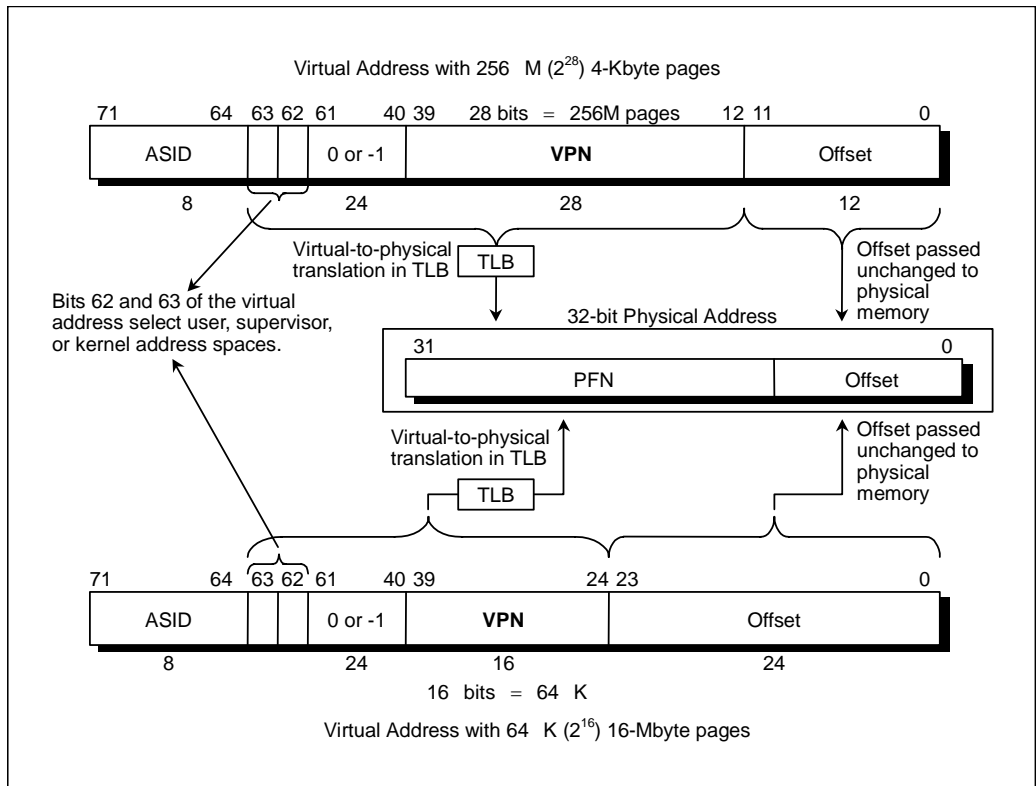 Virtual Address with 256 M (2^28) 4-Kbyte pages
71 64 63 62 61 40 39 28 bits = 256M pages 12 11 0
ASID 0 or -1 VPN Offset
8 24 28 12
Virtual-to-physical
translation in TLB
TLB
Offset passed
unchanged to
physical
memory
Bits 62 and 63 of the virtual
address select user, supervisor,
or kernel address spaces.
32-bit Physical Address
31 0
PFN Offset
Virtual-to-physical
translation in TLB
TLB
Offset passed
unchanged to
physical
memory
71 64 63 62 61 40 39 24 23 0
ASID 0 or -1 VPN Offset
8 24 16 24
16 bits = 64 K
Virtual Address with 64 K (2^16) 16-Mbyte pages